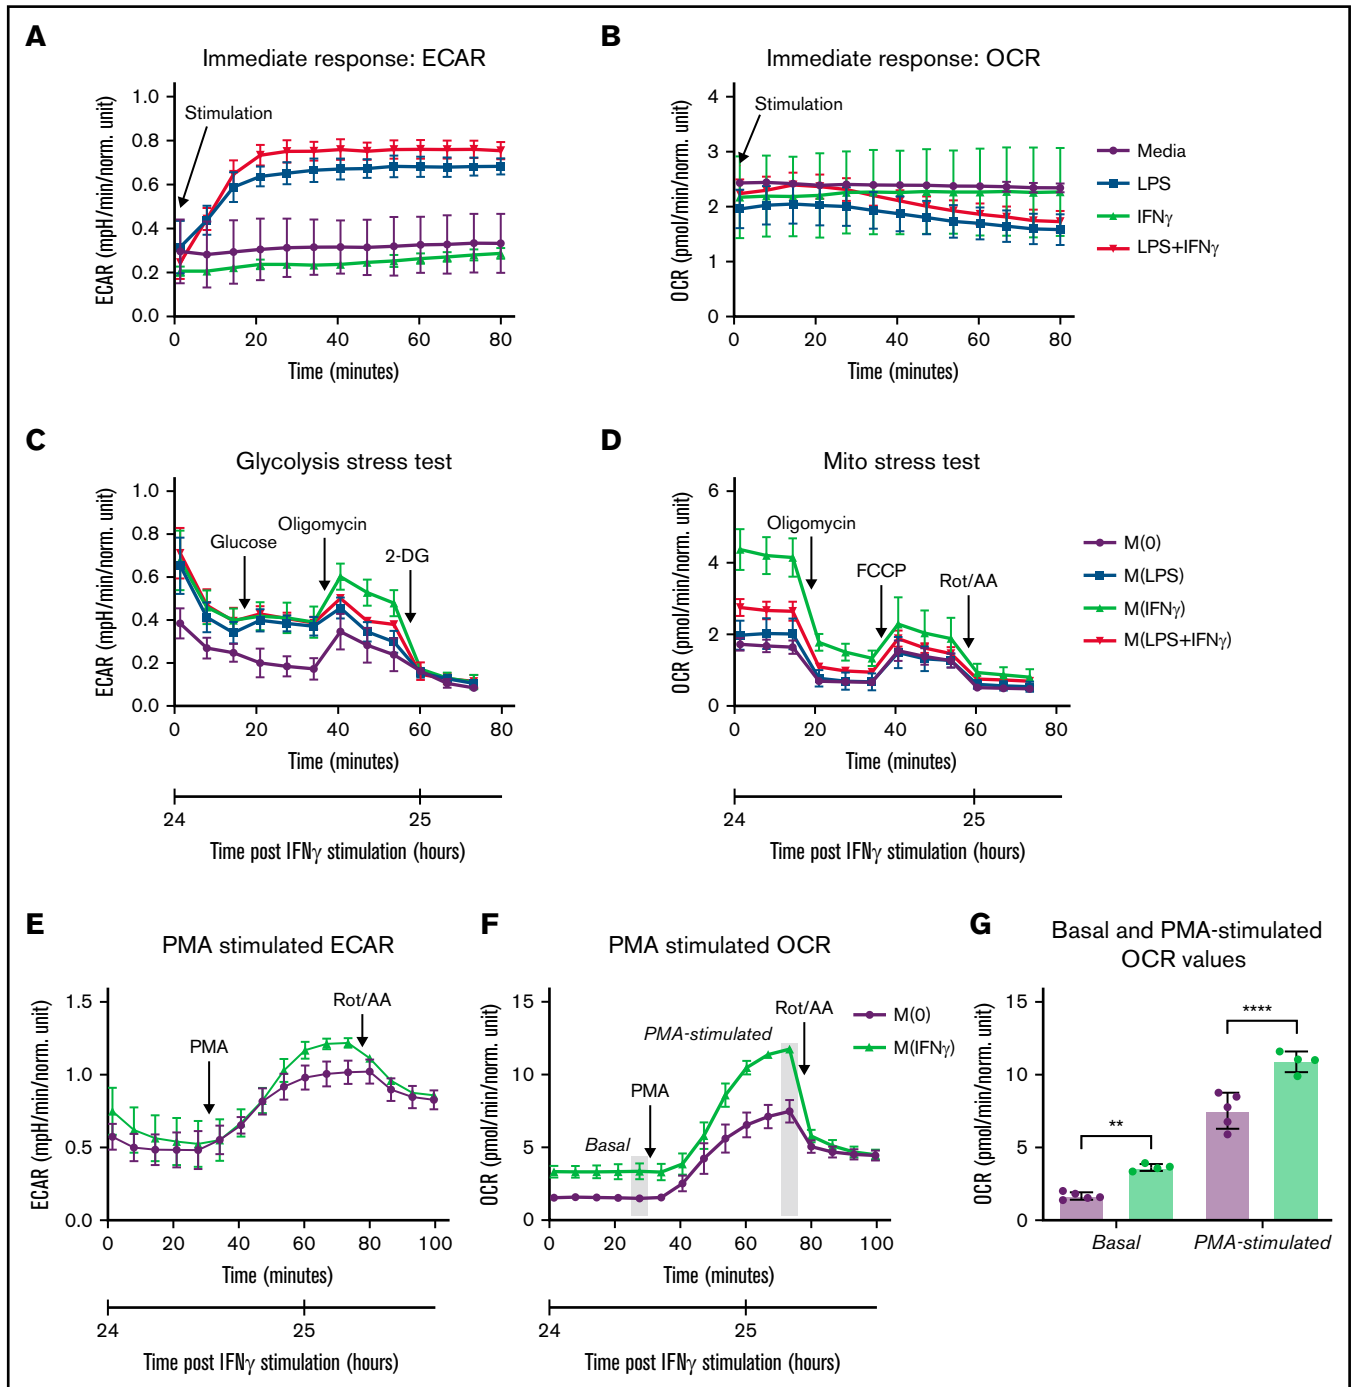 A
Immediate response: ECAR
ECAR (mpH/min/norm. unit)
1.0
0.8
0.6
0.4
0.2
0.0
Stimulation
0 20 40 60 80
Time (minutes)
B
Immediate response: OCR
OCR (pmol/min/norm. unit)
4
3
2
1
0
Stimulation
0 20 40 60 80
Time (minutes)
Media
LPS
IFNγ
LPS+IFNγ
C
Glycolysis stress test
ECAR (mpH/min/norm. unit)
1.0
0.8
0.6
0.4
0.2
0.0
Glucose
Oligomycin
2-DG
0 20 40 60 80
Time (minutes)
24 25
Time post IFNγ stimulation (hours)
D
Mito stress test
OCR (pmol/min/norm. unit)
6
4
2
0
Oligomycin
FCCP
Rot/AA
0 20 40 60 80
Time (minutes)
24 25
Time post IFNγ stimulation (hours)
M(0)
M(LPS)
M(IFNγ)
M(LPS+IFNγ)
E
PMA stimulated ECAR
ECAR (mpH/min/norm. unit)
1.5
1.0
0.5
0.0
PMA
Rot/AA
0 20 40 60 80 100
Time (minutes)
24 25
Time post IFNγ stimulation (hours)
F
PMA stimulated OCR
OCR (pmol/min/norm. unit)
15
10
5
0
Basal
PMA
PMA-stimulated
Rot/AA
0 20 40 60 80 100
Time (minutes)
24 25
Time post IFNγ stimulation (hours)
M(0)
M(IFNγ)
G
Basal and PMA-stimulated
OCR values
OCR (pmol/min/norm. unit)
15
10
5
0
**
****
Basal PMA-stimulated